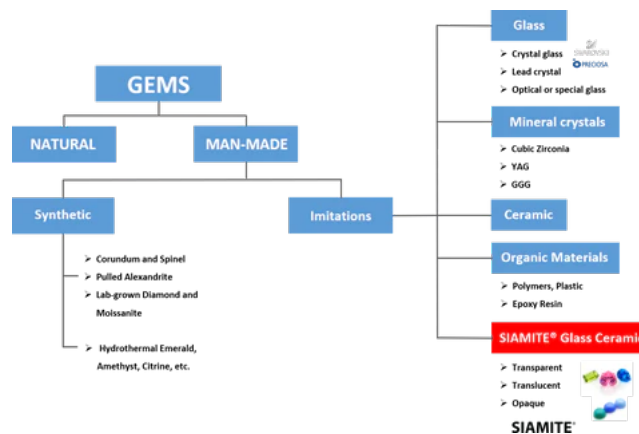 GEMS
NATURAL
MAN-MADE
Synthetic
Imitations
Corundum and Spinel
Pulled Alexandrite
Lab-grown Diamond and
Moissanite
Hydrothermal Emerald,
Amethyst, Citrine, etc.
Glass
Crystal glass
Lead crystal
Optical or special glass
SWAROVSKI
PRECIOSA
Mineral crystals
Cubic Zirconia
YAG
GGG
Ceramic
Organic Materials
Polymers, Plastic
Epoxy Resin
SIAMITE® Glass Ceramic
Transparent
Translucent
Opaque
SIAMITE®